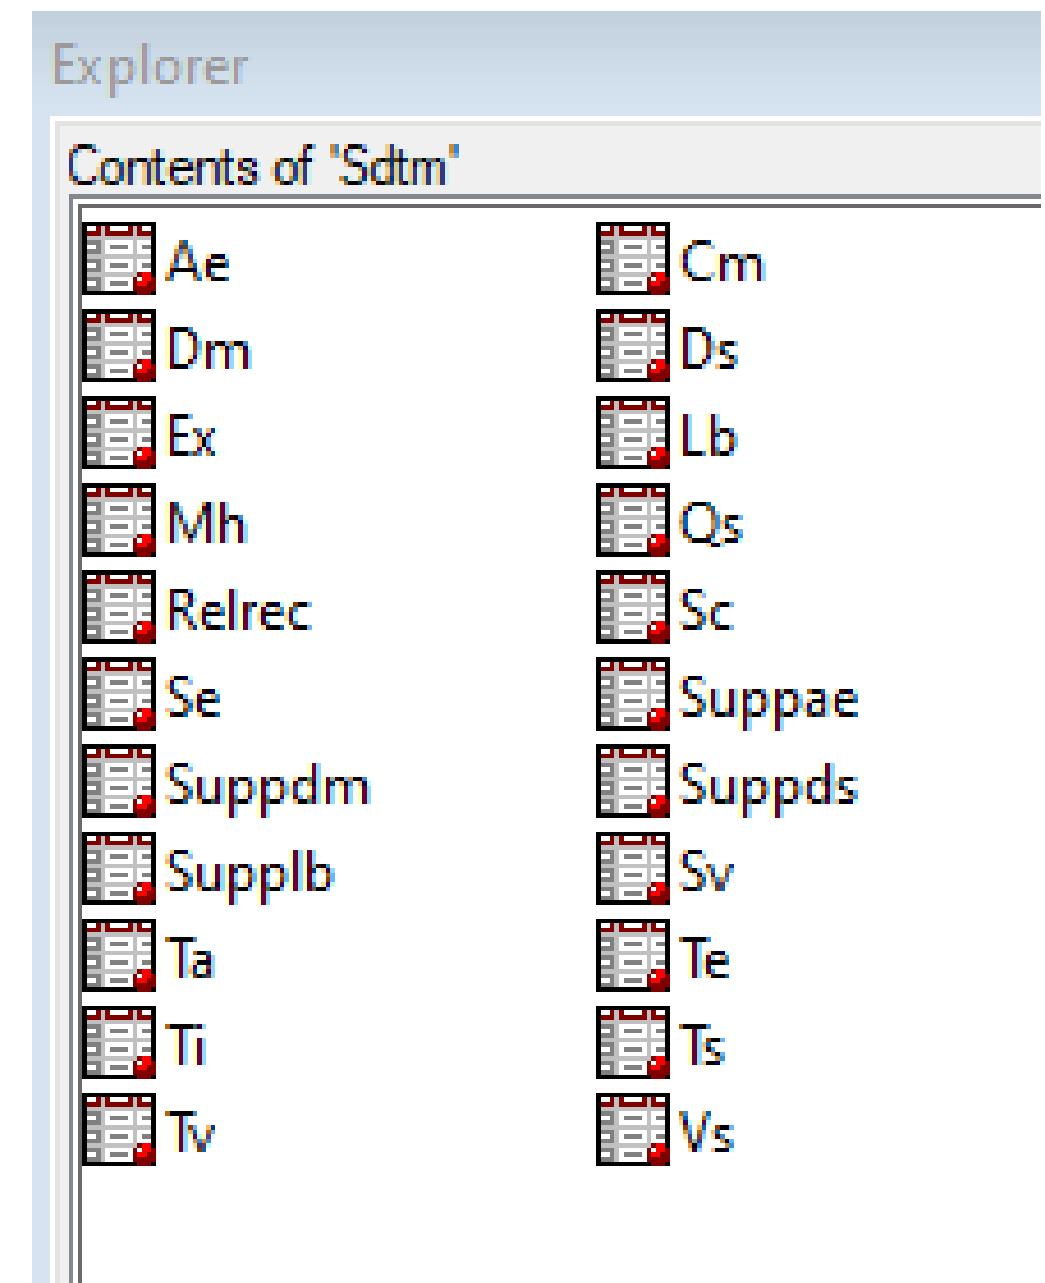 Explorer
Contents of 'Sdtm'
Ae Cm
Dm Ds
Ex Lb
Mh Qs
Relrec Sc
Se Suppae
Suppdm Suppds
Supplb Sv
Ta Te
Ti Ts
Tv Vs